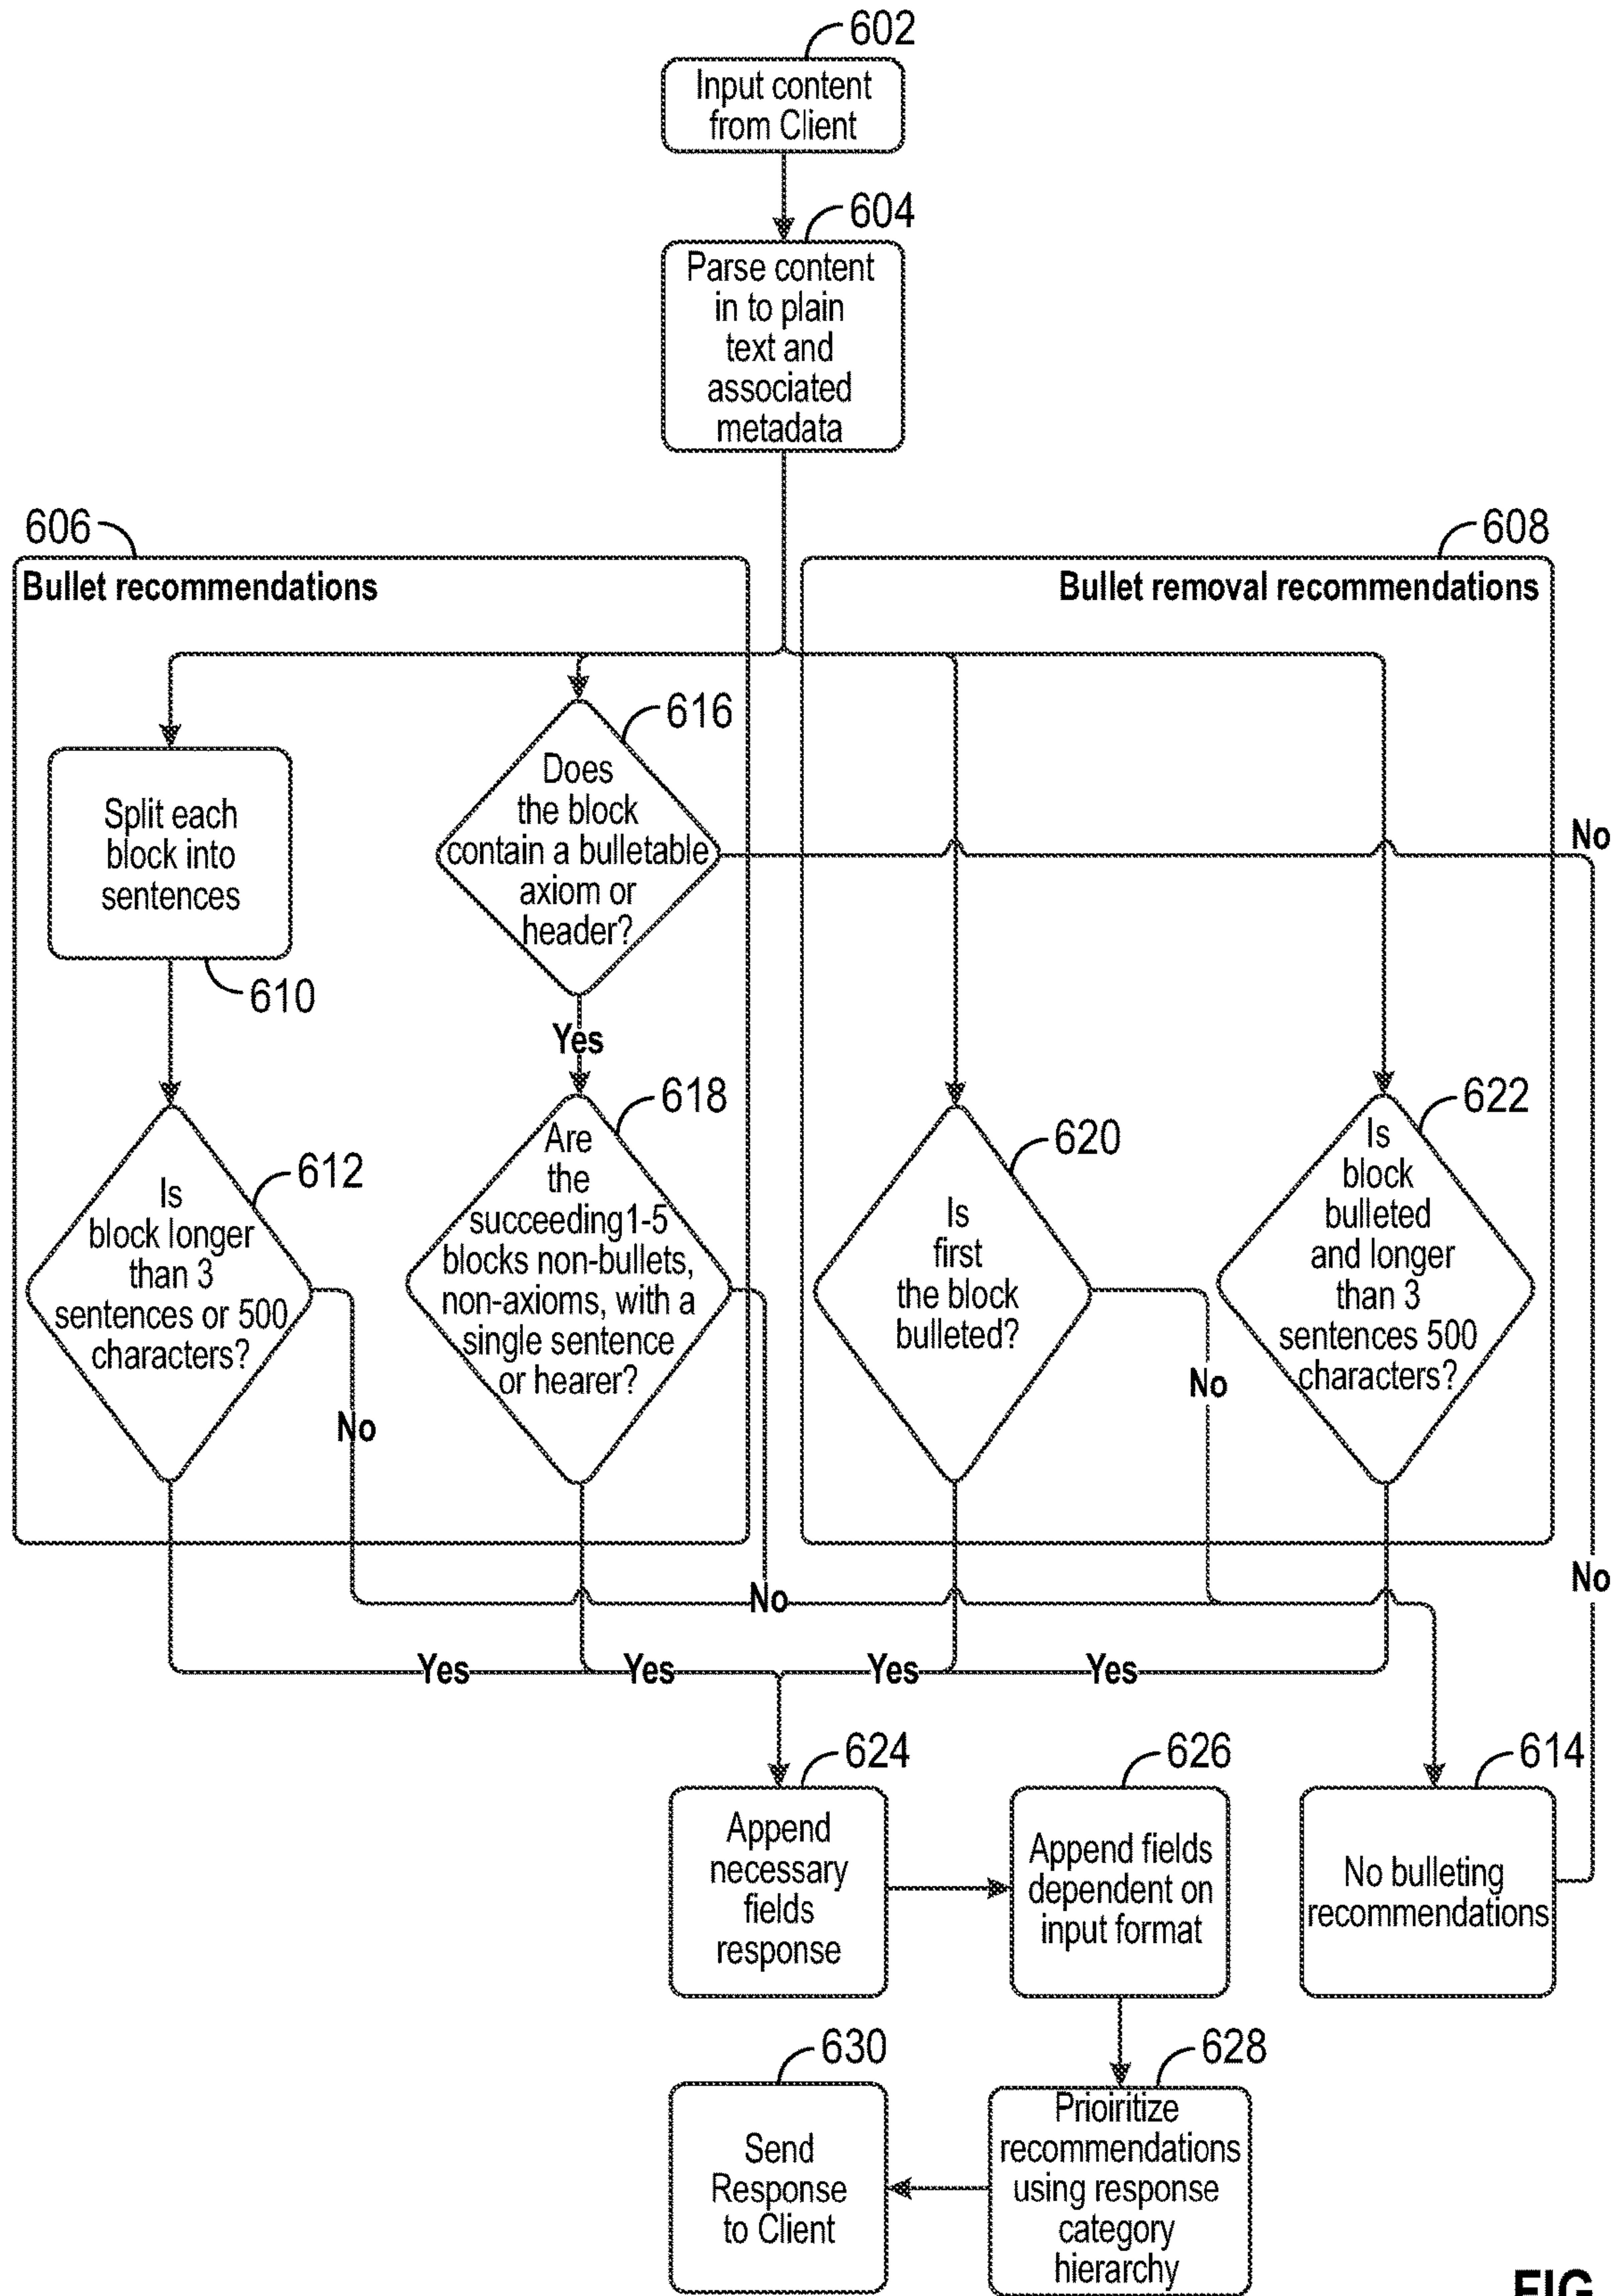 602
Input content
from Client
604
Parse content
in to plain
text and
associated
metadata
606
608
Bullet recommendations
Bullet removal recommendations
616
Does
the block
contain a bulletable
axiom or
header?
No
Split each
block into
sentences
610
Yes
612
Is
block longer
than 3
sentences or 500
characters?
No
618
Are
the
succeeding1-5
blocks non-bullets,
non-axioms, with a
single sentence
or hearer?
No
620
Is
first
the block
bulleted?
No
622
Is
block
bulleted
and longer
than 3
sentences 500
characters?
No
Yes
Yes
Yes
Yes
624
Append
necessary
fields
response
626
Append fields
dependent on
input format
614
No bulleting
recommendations
630
Send
Response
to Client
628
Prioiritize
recommendations
using response
category
hierarchy
FIG